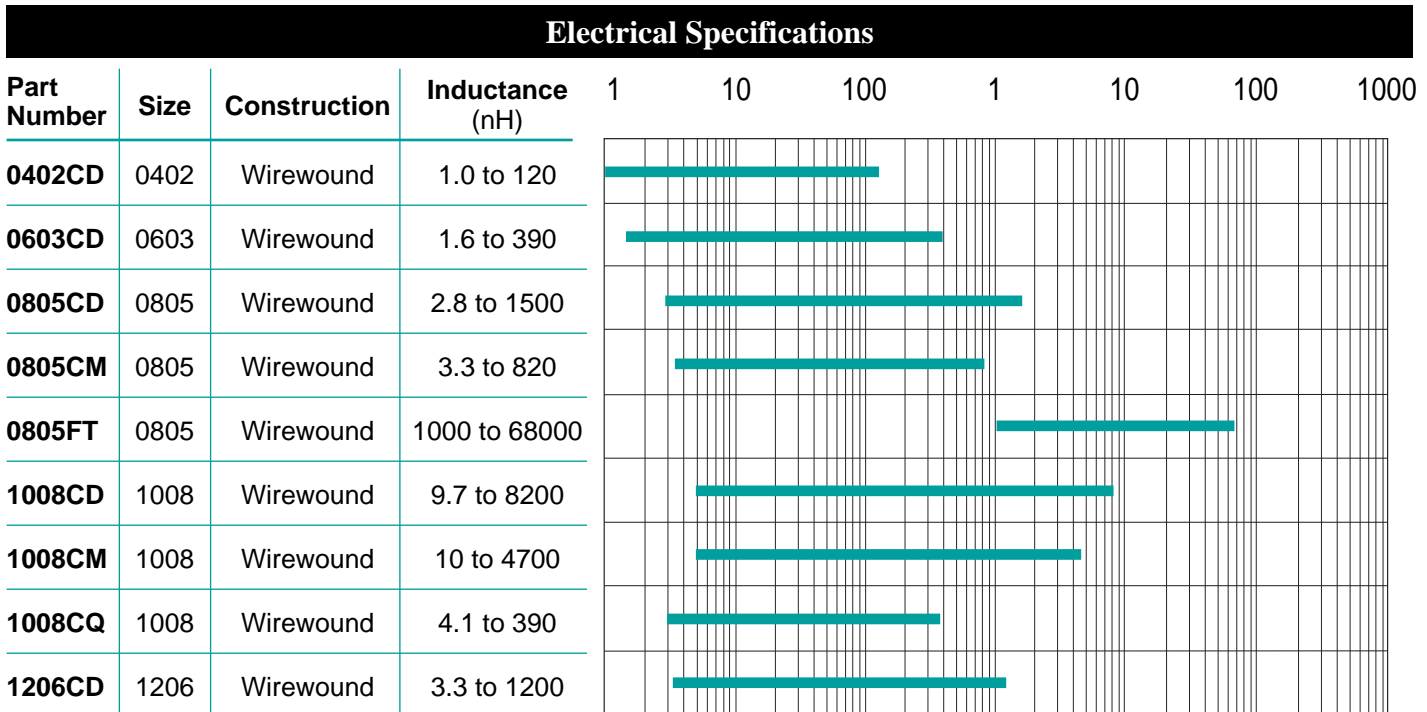 Electrical Specifications
Part Number Size Construction Inductance (nH) 1 10 100 1 10 100 1000
0402CD 0402 Wirewound 1.0 to 120
0603CD 0603 Wirewound 1.6 to 390
0805CD 0805 Wirewound 2.8 to 1500
0805CM 0805 Wirewound 3.3 to 820
0805FT 0805 Wirewound 1000 to 68000
1008CD 1008 Wirewound 9.7 to 8200
1008CM 1008 Wirewound 10 to 4700
1008CQ 1008 Wirewound 4.1 to 390
1206CD 1206 Wirewound 3.3 to 1200